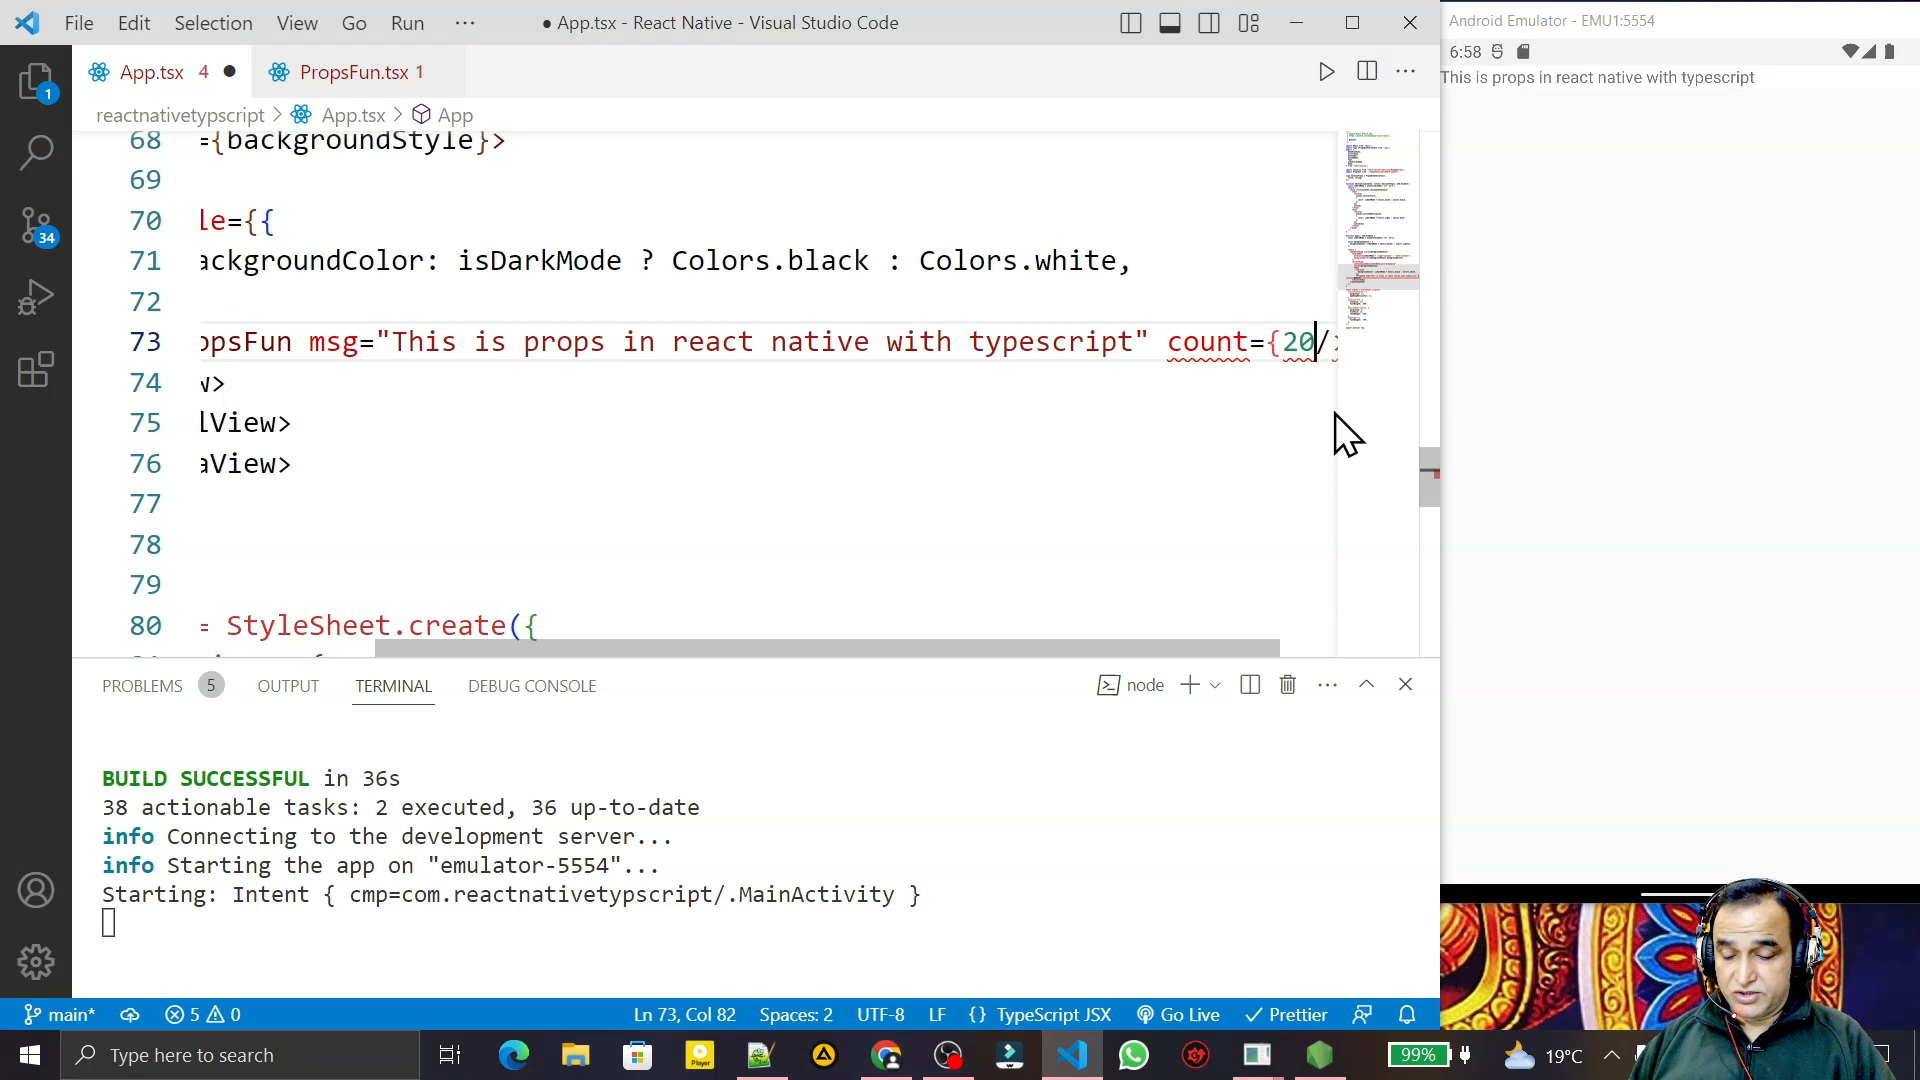 File Edit Selection View Go Run ··· ● App.tsx - React Native - Visual Studio Code
Android Emulator - EMU1:5554
App.tsx 4 ● PropsFun.tsx 1
6:58
This is props in react native with typescript
reactnativetypscript > App.tsx > App
68 ={backgroundStyle}>
69
70 le={{
71 ackgroundColor: isDarkMode ? Colors.black : Colors.white,
72
73 opsFun msg="This is props in react native with typescript" count={20/>
74 w>
75 lView>
76 aView>
77
78
79
80 = StyleSheet.create({
PROBLEMS 5 OUTPUT TERMINAL DEBUG CONSOLE node
BUILD SUCCESSFUL in 36s
38 actionable tasks: 2 executed, 36 up-to-date
info Connecting to the development server...
info Starting the app on "emulator-5554"...
Starting: Intent { cmp=com.reactnativetypscript/.MainActivity }
1
34
main* 5 0 Ln 73, Col 82 Spaces: 2 UTF-8 LF {} TypeScript JSX Go Live Prettier
Type here to search
Player
99% 19°C